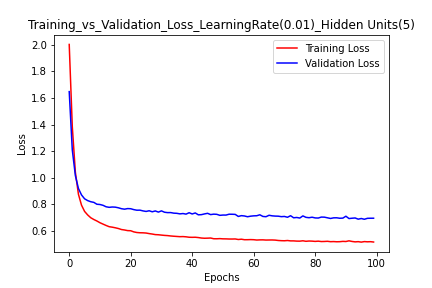 Training_vs_Validation_Loss_LearningRate(0.01)_Hidden Units(5)
Training Loss
Validation Loss
2.0
1.8
1.6
1.4
1.2
1.0
0.8
0.6
Loss
0 20 40 60 80 100
Epochs